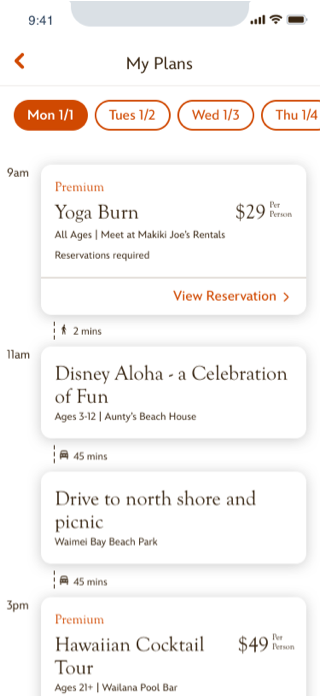 9:41
My Plans
Mon 1/1
Tues 1/2
Wed 1/3
Thu 1/4
9am
Premium
Yoga Burn
$29 Per Person
All Ages | Meet at Makiki Joe's Rentals
Reservations required
View Reservation >
2 mins
11am
Disney Aloha - a Celebration
of Fun
Ages 3-12 | Aunty's Beach House
45 mins
Drive to north shore and
picnic
Waimei Bay Beach Park
45 mins
3pm
Premium
Hawaiian Cocktail
Tour
$49 Per Person
Ages 21+ | Wailana Pool Bar